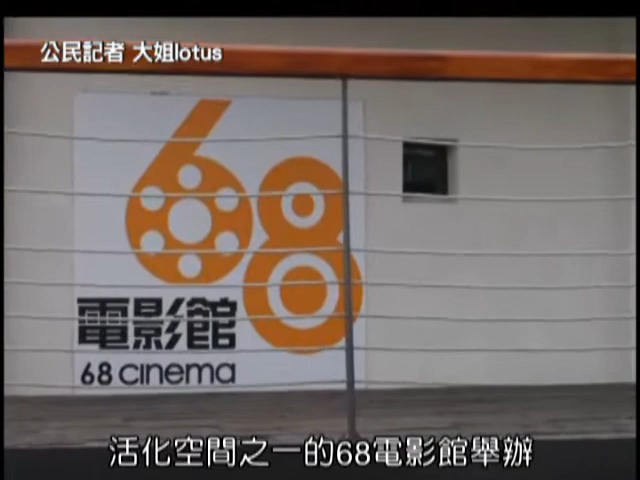 公民記者 大姐lotus
68
電影館
68 cinema
活化空間之一的68電影館舉辦